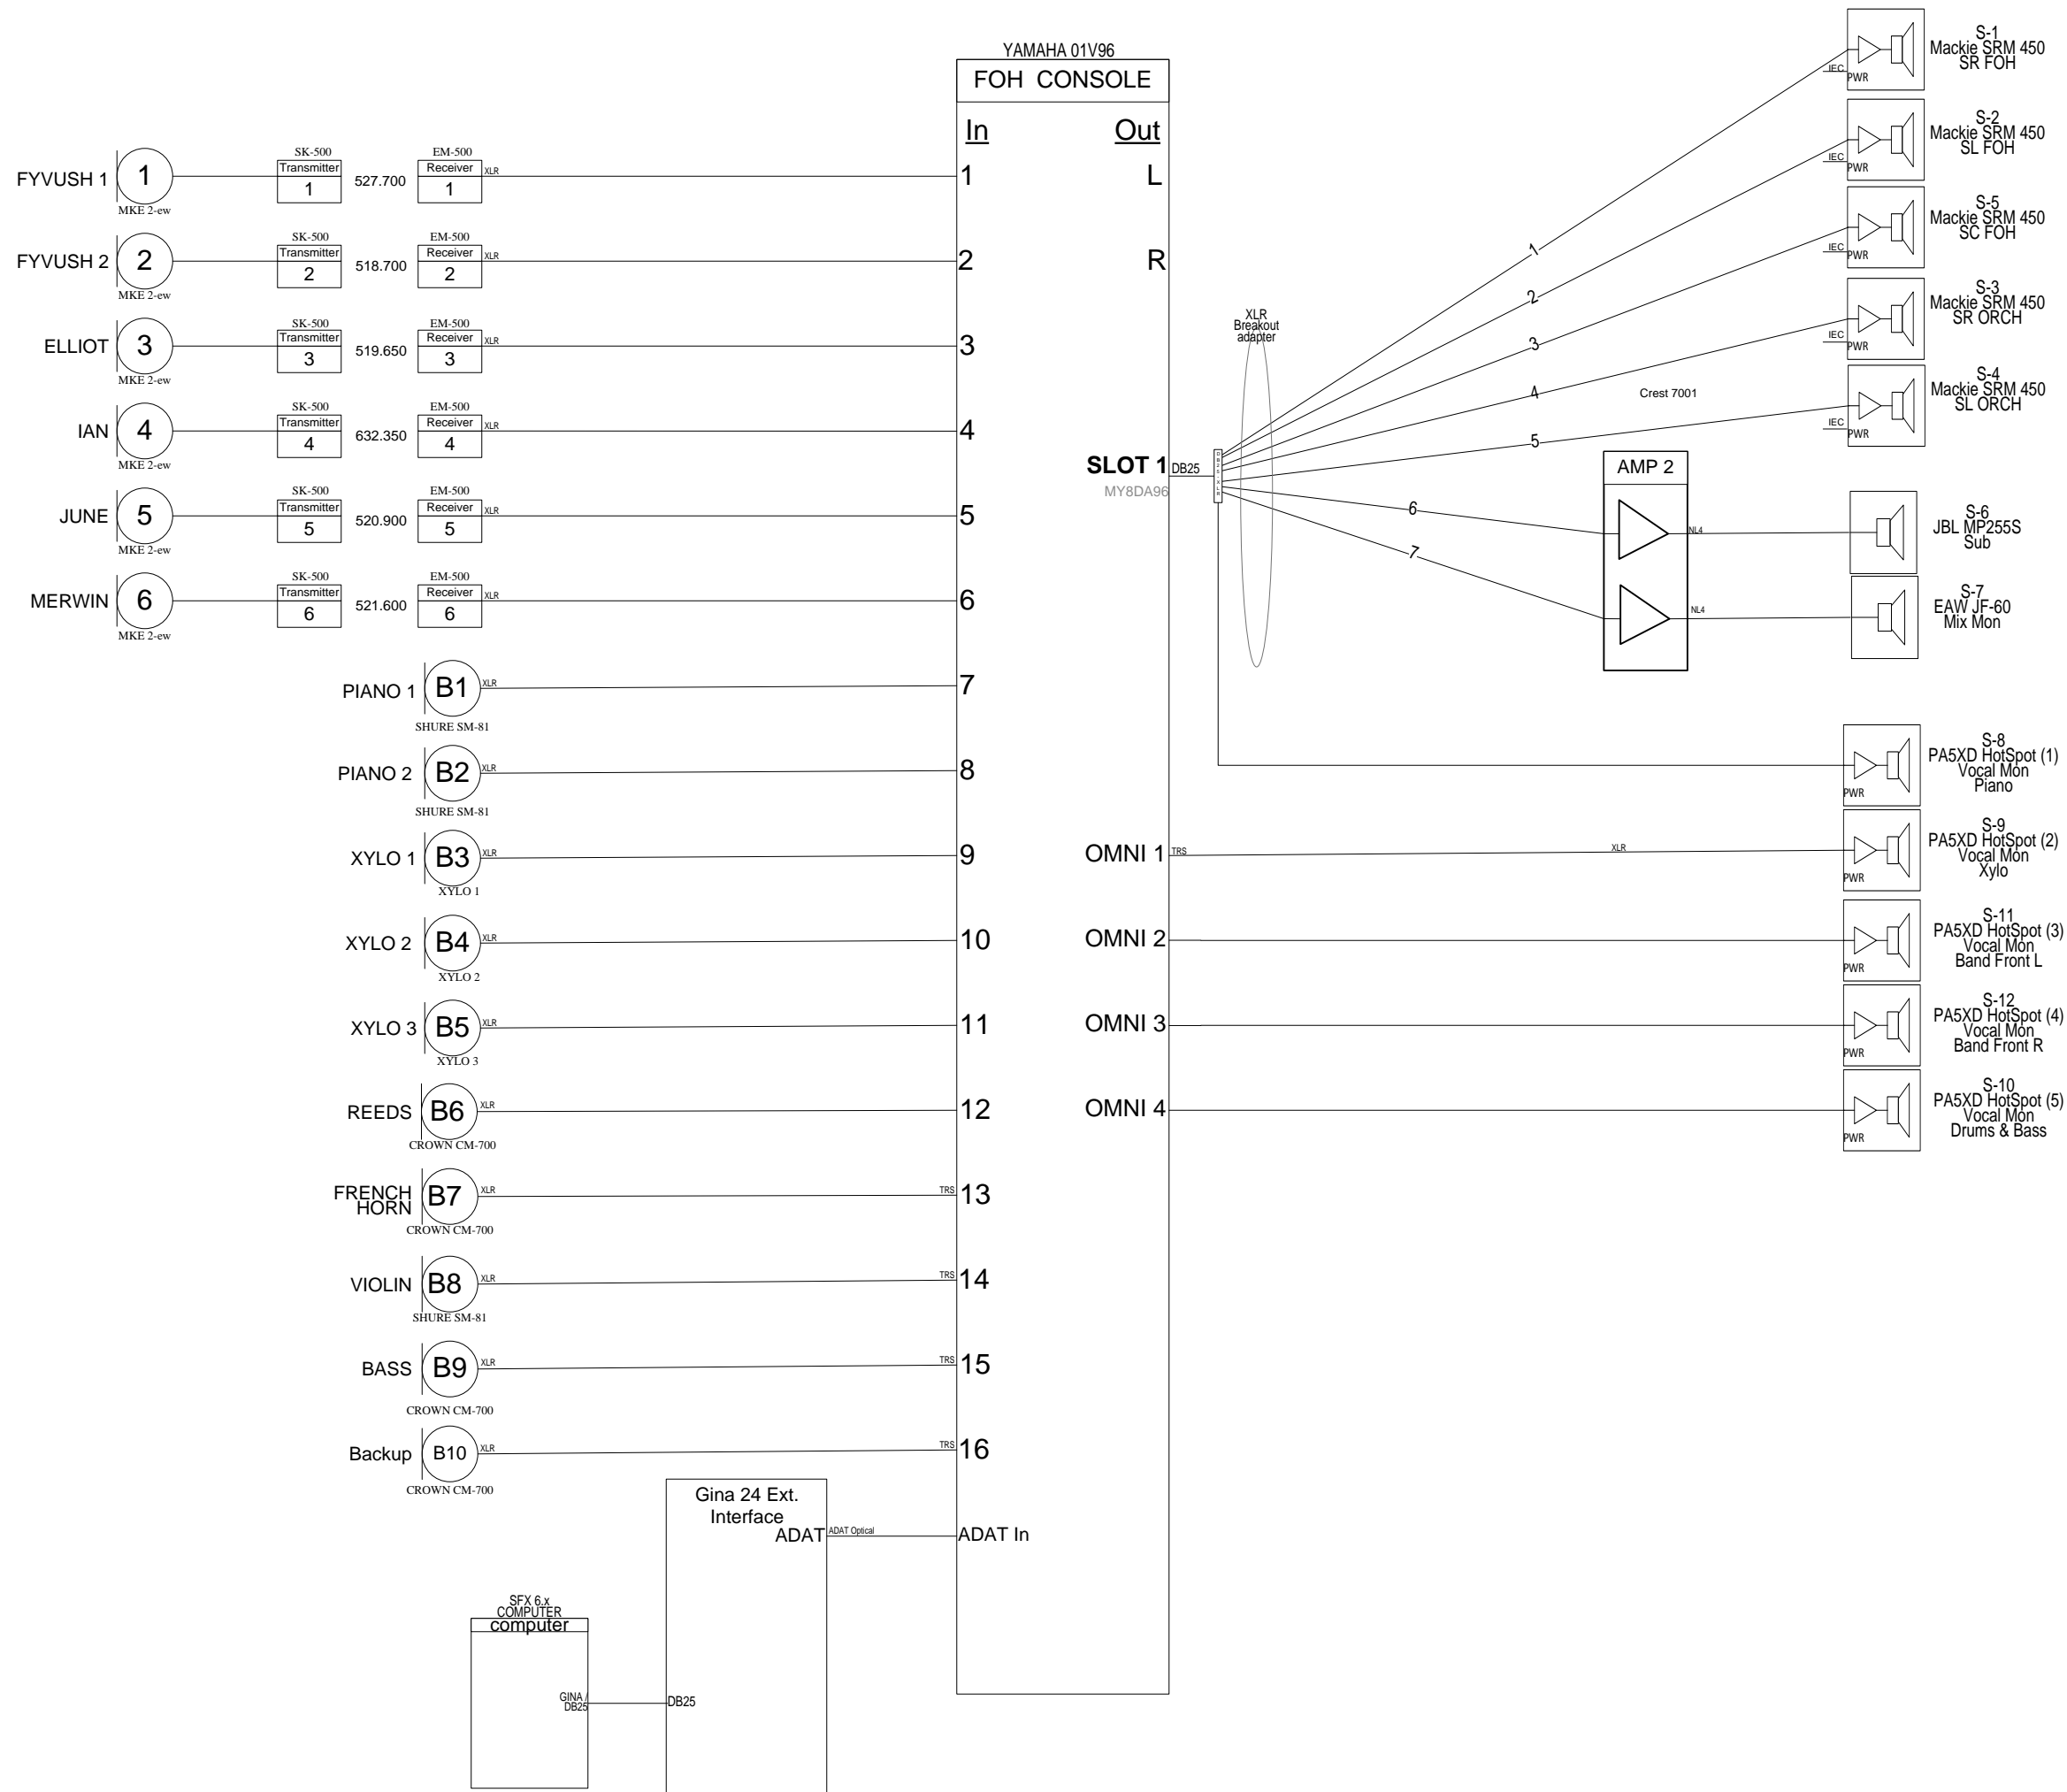 YAMAHA 01V96
FOH CONSOLE
In
Out
FYVUSH 1
1
MKE 2-ew
SK-500
Transmitter
1
527.700
EM-500
Receiver
1
XLR
1
L
FYVUSH 2
2
MKE 2-ew
SK-500
Transmitter
2
518.700
EM-500
Receiver
2
XLR
2
R
ELLIOT
3
MKE 2-ew
SK-500
Transmitter
3
519.650
EM-500
Receiver
3
XLR
3
IAN
4
MKE 2-ew
SK-500
Transmitter
4
632.350
EM-500
Receiver
4
XLR
4
JUNE
5
MKE 2-ew
SK-500
Transmitter
5
520.900
EM-500
Receiver
5
XLR
5
MERWIN
6
MKE 2-ew
SK-500
Transmitter
6
521.600
EM-500
Receiver
6
XLR
6
PIANO 1
B1
XLR
SHURE SM-81
7
PIANO 2
B2
XLR
SHURE SM-81
8
XYLO 1
B3
XLR
XYLO 1
9
XYLO 2
B4
XLR
XYLO 2
10
XYLO 3
B5
XLR
XYLO 3
11
REEDS
B6
XLR
CROWN CM-700
12
FRENCH
HORN
B7
XLR
CROWN CM-700
TRS
13
VIOLIN
B8
XLR
SHURE SM-81
TRS
14
BASS
B9
XLR
CROWN CM-700
TRS
15
Backup
B10
XLR
CROWN CM-700
TRS
16
Gina 24 Ext.
Interface
ADAT
ADAT Optical
ADAT In
SFX 6.x
COMPUTER
computer
GINA /
DB25
DB25
SLOT 1
DB25
MY8DA96
XLR
Breakout
adapter
1
2
3
4
5
6
7
Crest 7001
AMP 2
NL4
NL4
OMNI 1
TRS
XLR
OMNI 2
OMNI 3
OMNI 4
IEC
PWR
S-1
Mackie SRM 450
SR FOH
IEC
PWR
S-2
Mackie SRM 450
SL FOH
IEC
PWR
S-5
Mackie SRM 450
SC FOH
IEC
PWR
S-3
Mackie SRM 450
SR ORCH
IEC
PWR
S-4
Mackie SRM 450
SL ORCH
S-6
JBL MP255S
Sub
S-7
EAW JF-60
Mix Mon
PWR
S-8
PA5XD HotSpot (1)
Vocal Mon
Piano
PWR
S-9
PA5XD HotSpot (2)
Vocal Mon
Xylo
PWR
S-11
PA5XD HotSpot (3)
Vocal Mon
Band Front L
PWR
S-12
PA5XD HotSpot (4)
Vocal Mon
Band Front R
PWR
S-10
PA5XD HotSpot (5)
Vocal Mon
Drums & Bass